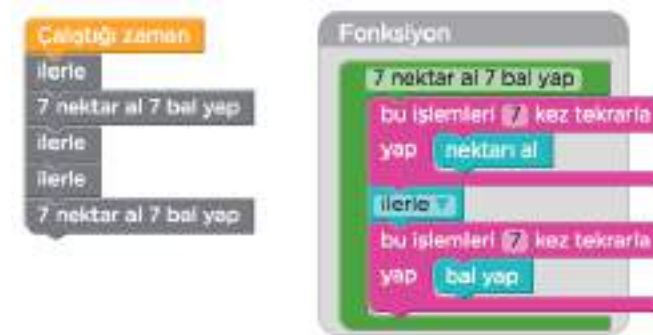 Çalıştığı zaman
ilerle
7 nektar al 7 bal yap
ilerle
ilerle
7 nektar al 7 bal yap
Fonksiyon
7 nektar al 7 bal yap
bu işlemleri 7 kez tekrarla
yap nektarı al
ilerle
bu işlemleri 7 kez tekrarla
yap bal yap